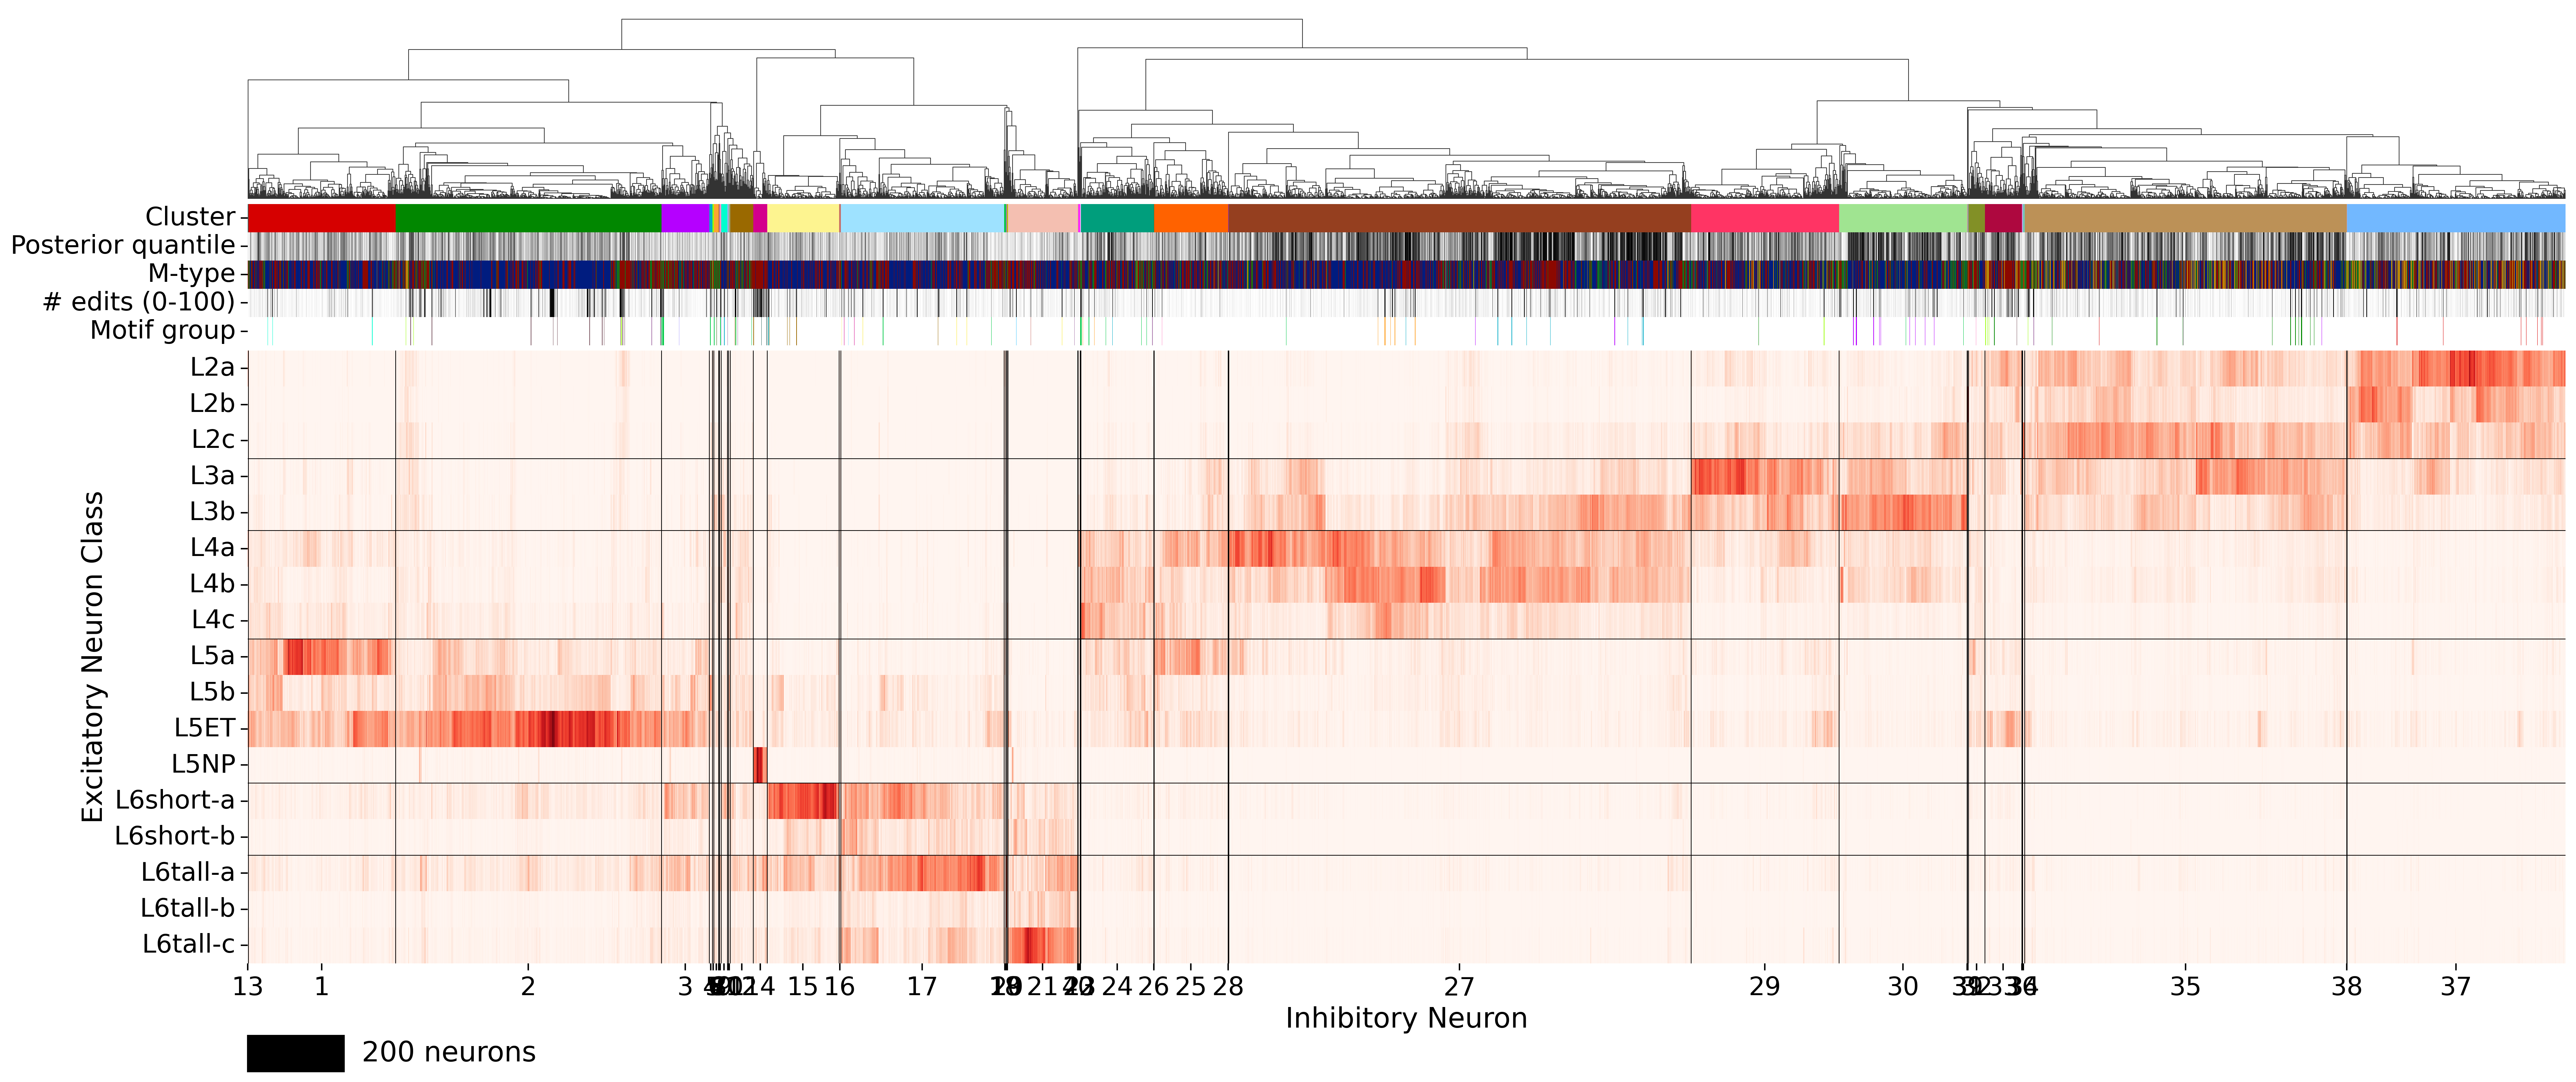 Cluster
Posterior quantile
M-type
# edits (0-100)
Motif group
Excitatory Neuron Class
L2a
L2b
L2c
L3a
L3b
L4a
L4b
L4c
L5a
L5b
L5ET
L5NP
L6short-a
L6short-b
L6tall-a
L6tall-b
L6tall-c
13 1 2 3 14 15 16 17 21 24 26 25 28 27 29 30 33 35 38 37
Inhibitory Neuron
200 neurons